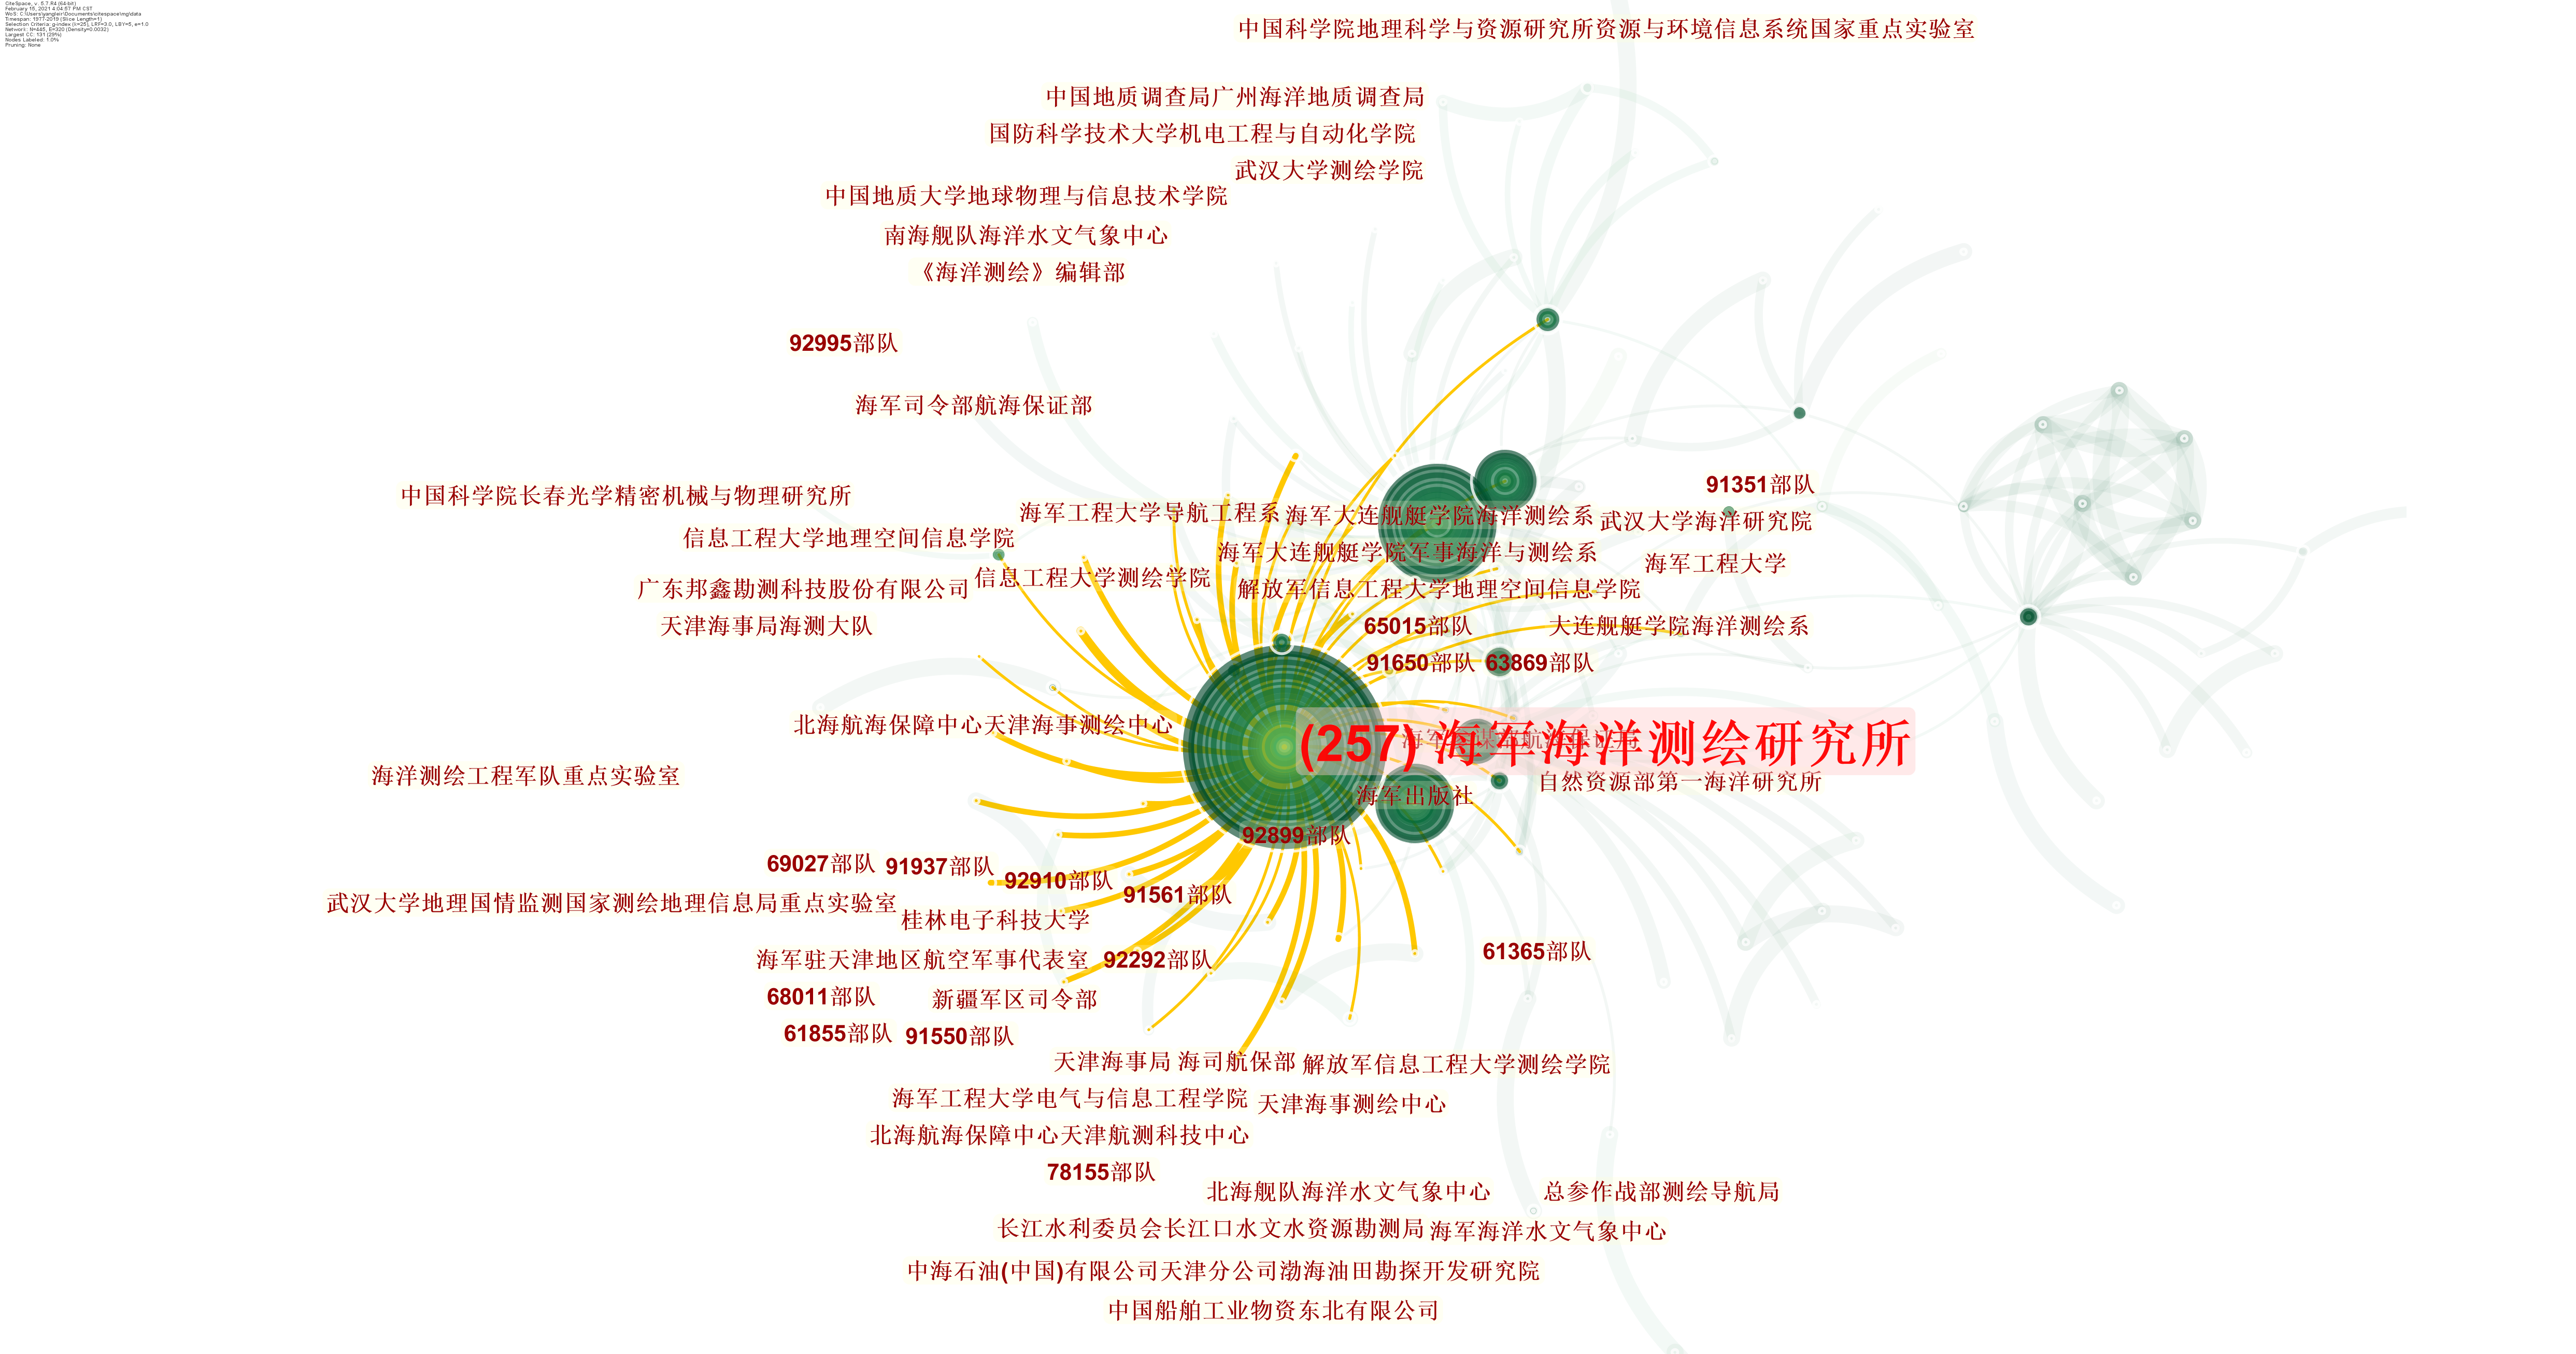 CiteSpace, v. 5.7.R4 (64-bit)
February 15, 2021 4:04:57 PM CST
WoS: C:\Users\yangleir\Documents\citespace\mg\data
Timespan: 1977-2019 (Slice Length=1)
Selection Criteria: g-index (k=25), LRF=3.0, LBY=5, e=1.0
Network: N=445, E=320 (Density=0.0032)
Largest CC: 131 (29%)
Nodes Labeled: 1.0%
Pruning: None
中国科学院地理科学与资源研究所资源与环境信息系统国家重点实验室
中国地质调查局广州海洋地质调查局
国防科学技术大学机电工程与自动化学院
武汉大学测绘学院
中国地质大学地球物理与信息技术学院
南海舰队海洋水文气象中心
《海洋测绘》编辑部
92995部队
海军司令部航海保证部
91351部队
中国科学院长春光学精密机械与物理研究所
海军工程大学导航工程系
海军大连舰艇学院海洋测绘系
武汉大学海洋研究院
信息工程大学地理空间信息学院
海军大连舰艇学院军事海洋与测绘系
海军工程大学
信息工程大学测绘学院
广东邦鑫勘测科技股份有限公司
解放军信息工程大学地理空间信息学院
天津海事局海测大队
65015部队
大连舰艇学院海洋测绘系
91650部队
63869部队
北海航海保障中心天津海事测绘中心
(257) 海军海洋测绘研究所
海军参谋部航海保证局
海洋测绘工程军队重点实验室
自然资源部第一海洋研究所
海军出版社
92899部队
69027部队
91937部队
92910部队
91561部队
武汉大学地理国情监测国家测绘地理信息局重点实验室
桂林电子科技大学
61365部队
海军驻天津地区航空军事代表室
92292部队
68011部队
新疆军区司令部
61855部队
91550部队
天津海事局
海司航保部
解放军信息工程大学测绘学院
海军工程大学电气与信息工程学院
天津海事测绘中心
北海航海保障中心天津航测科技中心
78155部队
北海舰队海洋水文气象中心
总参作战部测绘导航局
长江水利委员会长江口水文水资源勘测局
海军海洋水文气象中心
中海石油(中国)有限公司天津分公司渤海油田勘探开发研究院
中国船舶工业物资东北有限公司